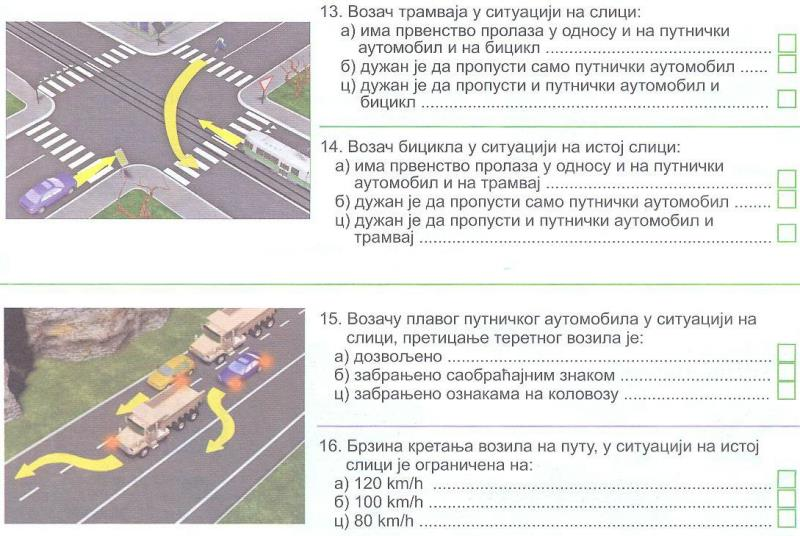 13. Возач трамваја у ситуацији на слици:
а) има првенство пролаза у односу и на путнички
аутомобил и на бицикл
б) дужан је да пропусти само путнички аутомобил ......
ц) дужан је да пропусти и путнички аутомобил и
бицикл
14. Возач бицикла у ситуацији на истој слици:
а) има првенство пролаза у односу и на путнички
аутомобил и на трамвај
б) дужан је да пропусти само путнички аутомобил ........
ц) дужан је да пропусти и путнички аутомобил и
трамвај
15. Возачу плавог путничког аутомобила у ситуацији на
слици, претицање теретног возила је:
а) дозвољено
б) забрањено саобраћајним знаком
ц) забрањено ознакама на коловозу
16. Брзина кретања возила на путу, у ситуацији на истој
слици је ограничена на:
а) 120 km/h
б) 100 km/h
ц) 80 km/h